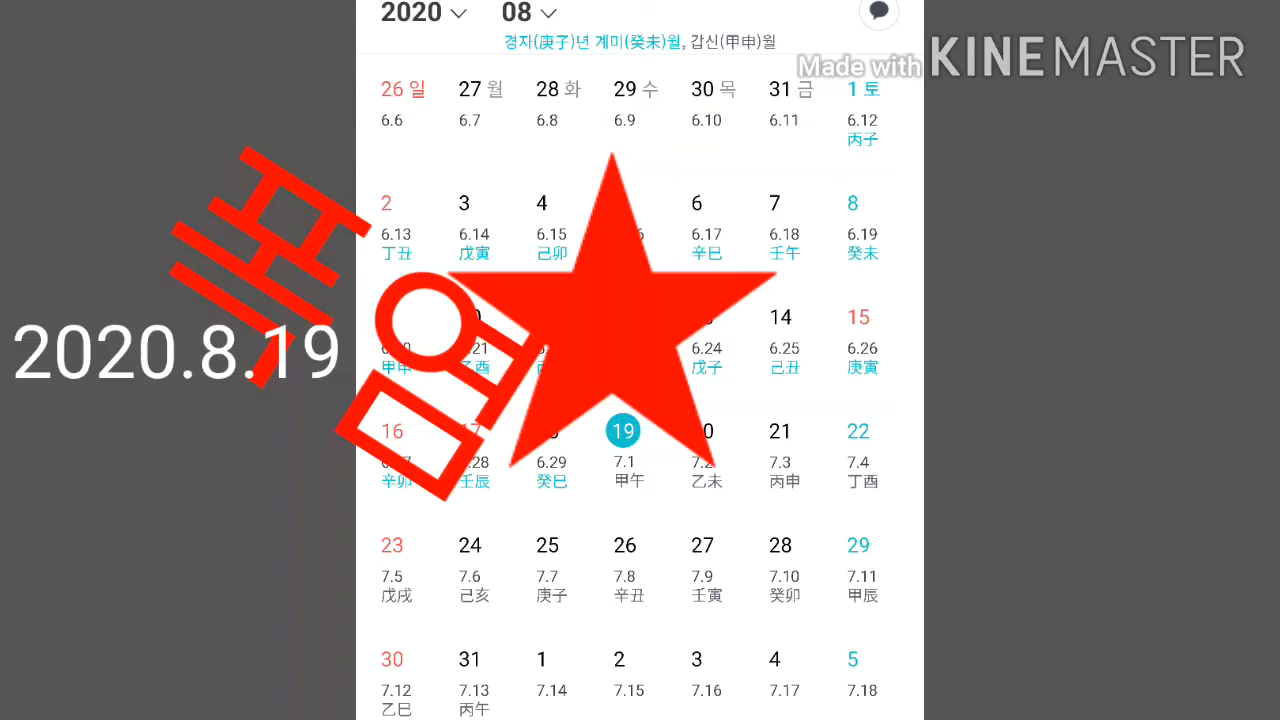 2020 08
경자(庚子)년 계미(癸未)월, 갑신(甲申)월
Made with KINEMASTER
26 일 27 월 28 화 29 수 30 목 31 금 1 토
6.6 6.7 6.8 6.9 6.10 6.11 6.12
丙子
2 3 4 6 7 8
6.13 6.14 6.15 6.17 6.18 6.19
丁丑 戊寅 己卯 辛巳 壬午 癸未
폭염
2020.8.19
14 15
6.24 6.25 6.26
戊子 己丑 庚寅
16 19 21 22
6.29 7.1 7.3 7.4
辛卯 壬辰 癸巳 甲午 乙未 丙申 丁酉
23 24 25 26 27 28 29
7.5 7.6 7.7 7.8 7.9 7.10 7.11
戊戌 己亥 庚子 辛丑 壬寅 癸卯 甲辰
30 31 1 2 3 4 5
7.12 7.13 7.14 7.15 7.16 7.17 7.18
乙巳 丙午